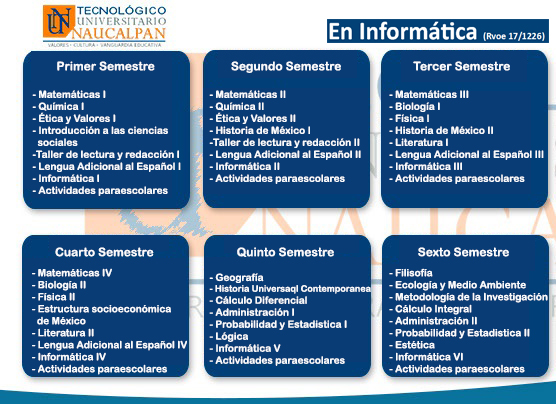 TECNOLÓGICO
UNIVERSITARIO
NAUCALPAN
VALORES - CULTURA - VANGUARDIA EDUCATIVA
En Informática (Rvoe 17/1226)
Primer Semestre
- Matemáticas I
- Química I
- Ética y Valores I
- Introducción a las ciencias
sociales
-Taller de lectura y redacción I
- Lengua Adicional al Español I
- Informática I
- Actividades paraescolares
Segundo Semestre
- Matemáticas II
- Química II
- Ética y Valores II
- Historia de México I
-Taller de lectura y redacción II
- Lengua Adicional al Español II
- Informática II
- Actividades paraescolares
Tercer Semestre
- Matemáticas III
- Biología I
- Física I
- Historia de México II
- Literatura I
- Lengua Adicional al Español III
- Informática III
- Actividades paraescolares
Cuarto Semestre
- Matemáticas IV
- Biología II
- Física II
- Estructura socioeconómica
de México
- Literatura II
- Lengua Adicional al Español IV
- Informática IV
- Actividades paraescolares
Quinto Semestre
- Geografía
- Historia Universaql Contemporanea
- Cálculo Diferencial
- Administración I
- Probabilidad y Estadistica I
- Lógica
- Informática V
- Actividades paraescolares
Sexto Semestre
- Filisofía
- Ecología y Medio Ambiente
- Metodología de la Investigación
- Cálculo Integral
- Administración II
- Probabilidad y Estadistica II
- Estética
- Informática VI
- Actividades paraescolares